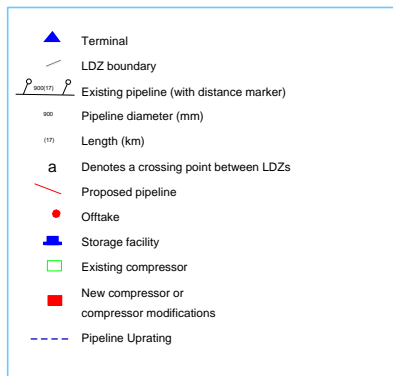 Terminal
LDZ boundary
900(17) Existing pipeline (with distance marker)
900 Pipeline diameter (mm)
(17) Length (km)
a Denotes a crossing point between LDZs
Proposed pipeline
Offtake
Storage facility
Existing compressor
New compressor or
compressor modifications
Pipeline Uprating